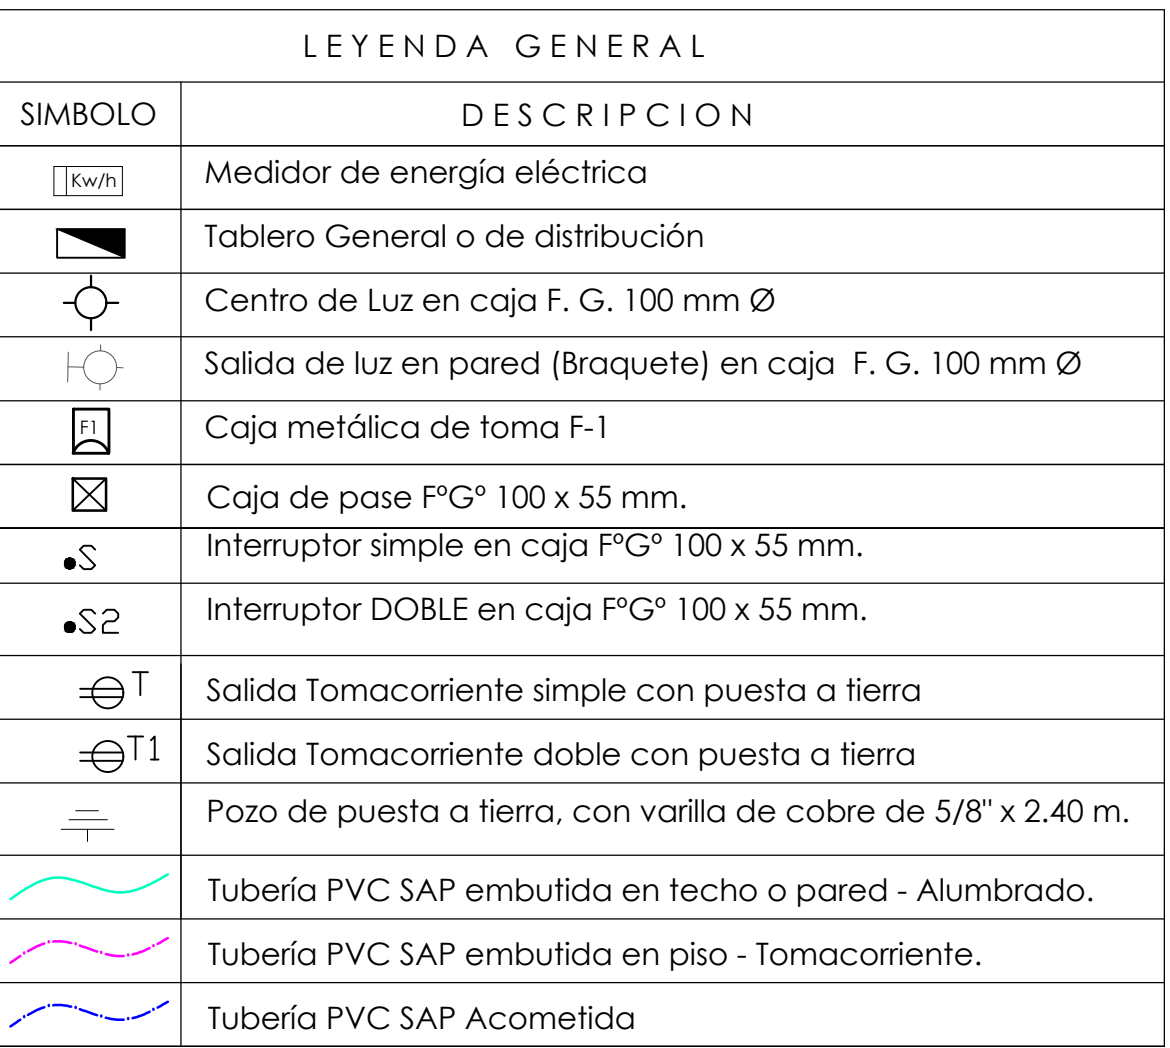 LEYENDA GENERAL
SIMBOLO DESCRIPCION
Kw/h Medidor de energía eléctrica
Tablero General o de distribución
Centro de Luz en caja F. G. 100 mm Ø
Salida de luz en pared (Braquete) en caja F. G. 100 mm Ø
F1 Caja metálica de toma F-1
Caja de pase FºGº 100 x 55 mm.
S Interruptor simple en caja FºGº 100 x 55 mm.
S2 Interruptor DOBLE en caja FºGº 100 x 55 mm.
T Salida Tomacorriente simple con puesta a tierra
T1 Salida Tomacorriente doble con puesta a tierra
Pozo de puesta a tierra, con varilla de cobre de 5/8" x 2.40 m.
Tubería PVC SAP embutida en techo o pared - Alumbrado.
Tubería PVC SAP embutida en piso - Tomacorriente.
Tubería PVC SAP Acometida